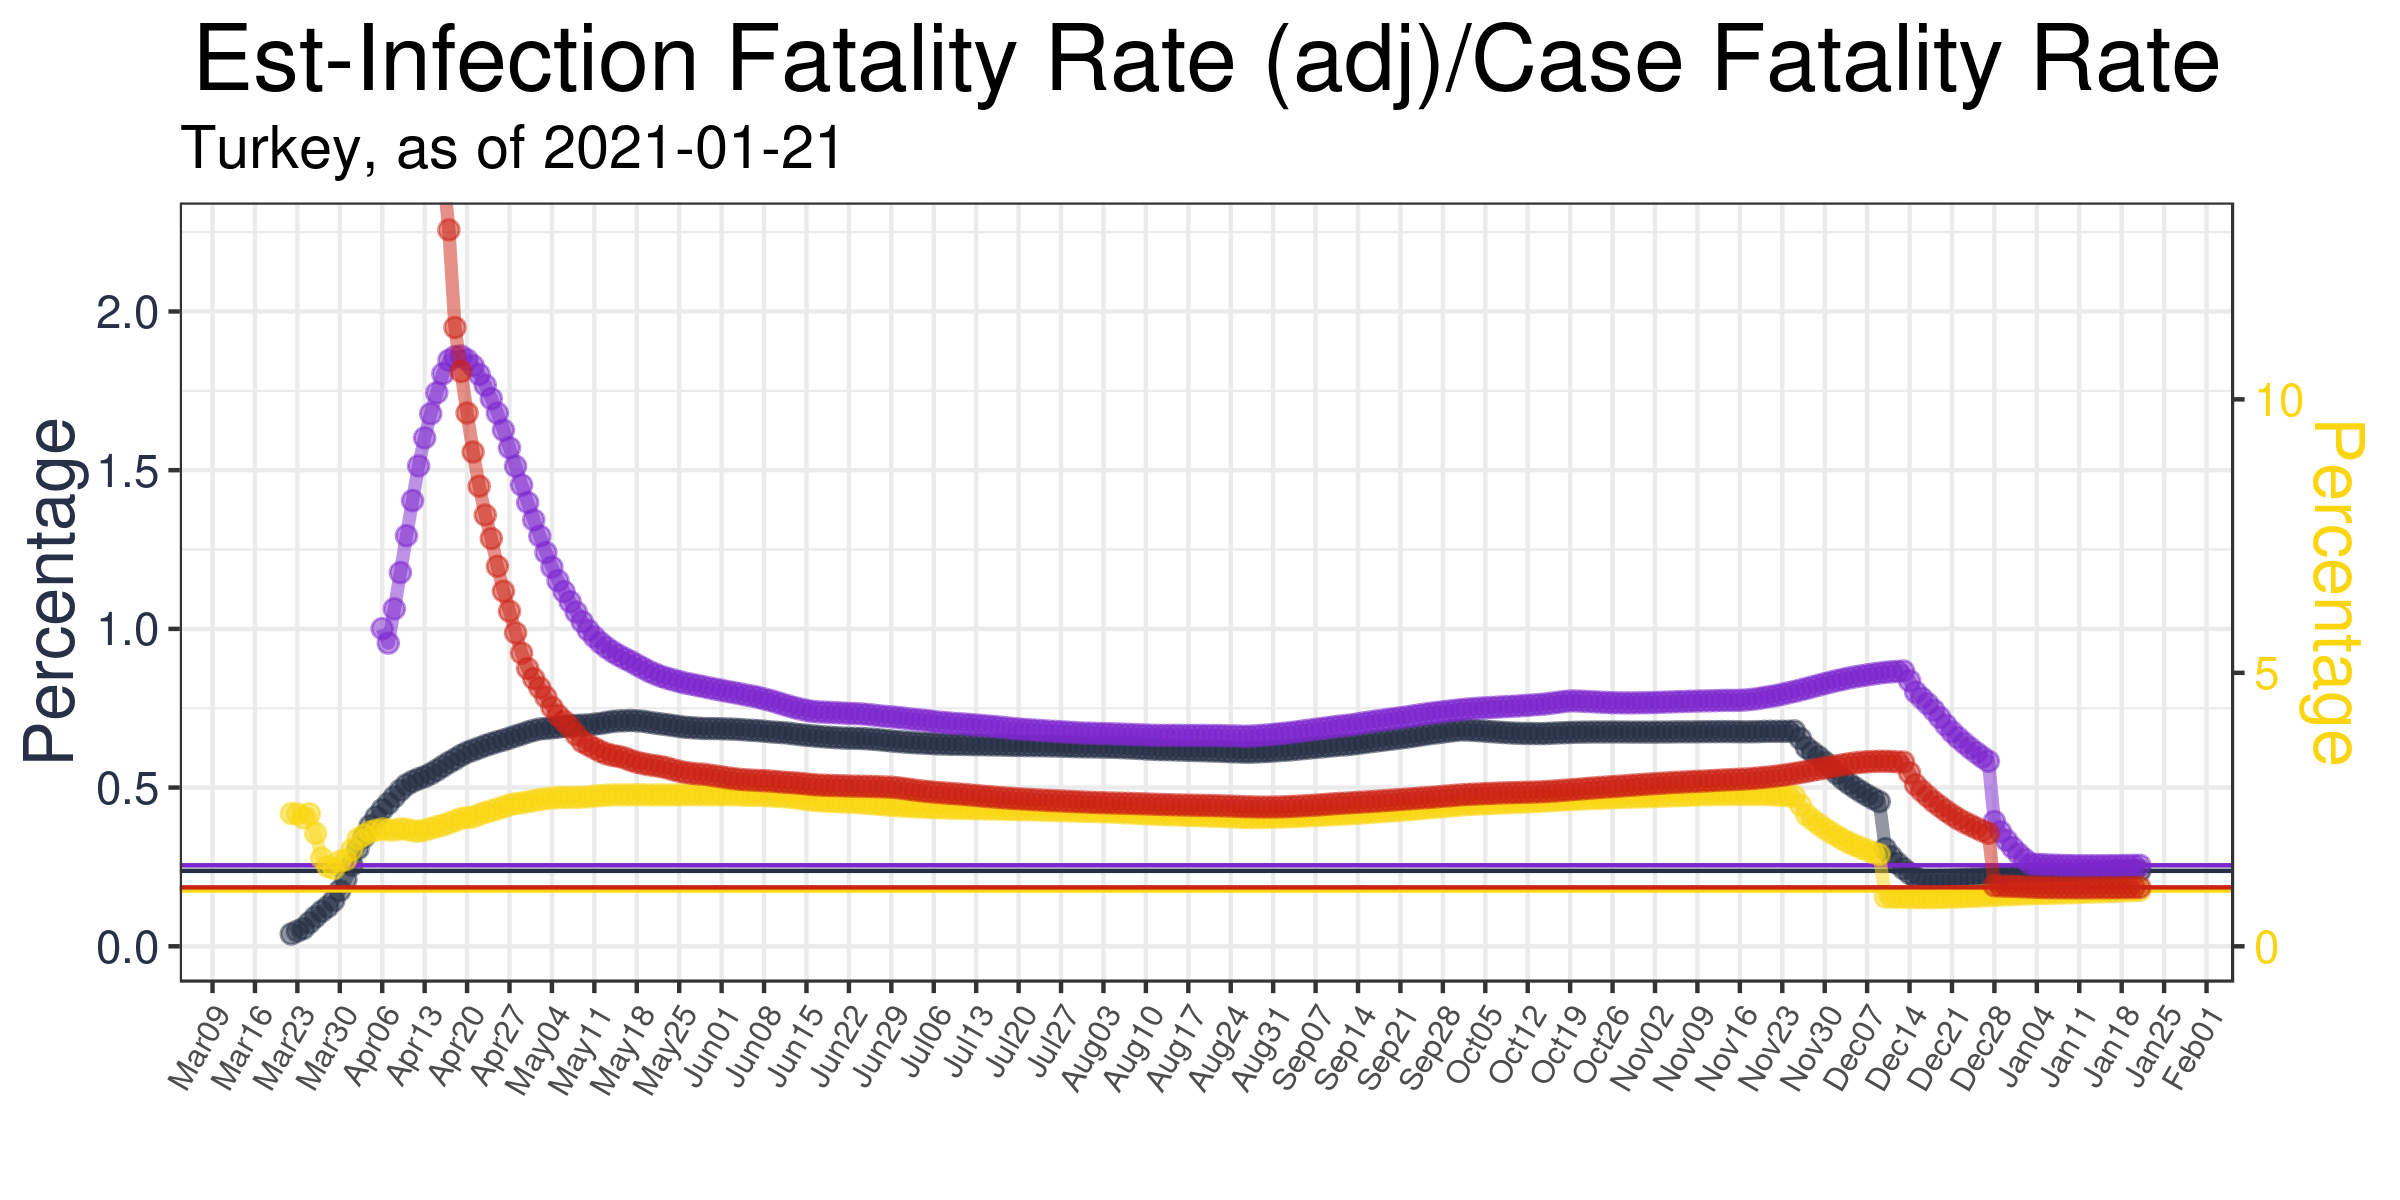 Est-Infection Fatality Rate (adj)/Case Fatality Rate
Turkey, as of 2021-01-21
Percentage
2.0
1.5
1.0
0.5
0.0
10
5
0
Percentage
Mar09
Mar16
Mar23
Mar30
Apr06
Apr13
Apr20
Apr27
May04
May11
May18
May25
Jun01
Jun08
Jun15
Jun22
Jun29
Jul06
Jul13
Jul20
Jul27
Aug03
Aug10
Aug17
Aug24
Aug31
Sep07
Sep14
Sep21
Sep28
Oct05
Oct12
Oct19
Oct26
Nov02
Nov09
Nov16
Nov23
Nov30
Dec07
Dec14
Dec21
Dec28
Jan04
Jan11
Jan18
Jan25
Feb01